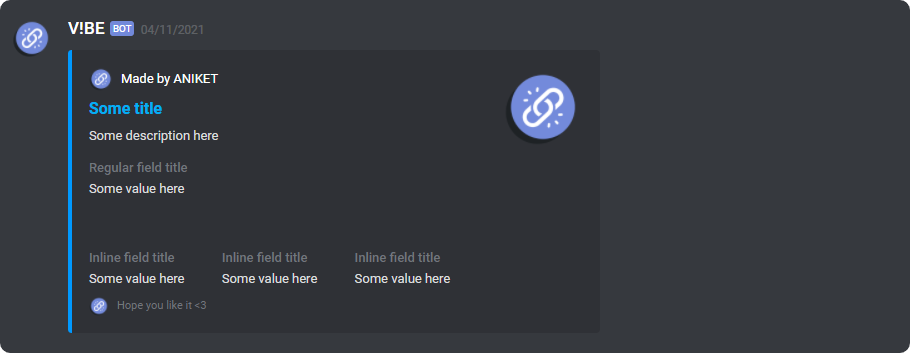 V!BE BOT 04/11/2021
Made by ANIKET
Some title
Some description here
Regular field title
Some value here
Inline field title Inline field title Inline field title
Some value here Some value here Some value here
Hope you like it <3